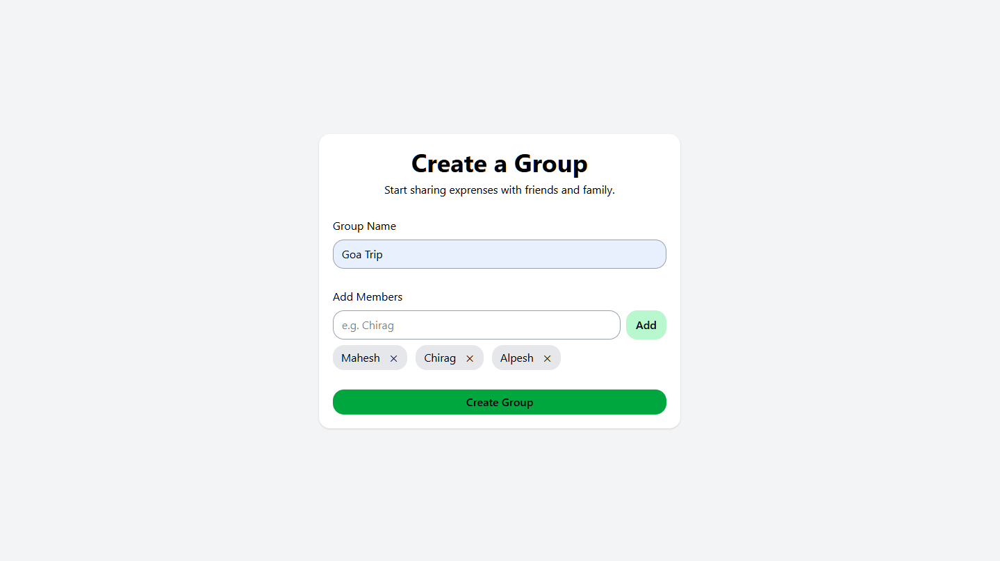 Create a Group
Start sharing exprenses with friends and family.
Group Name
Goa Trip
Add Members
e.g. Chirag
Add
Mahesh × Chirag × Alpesh ×
Create Group